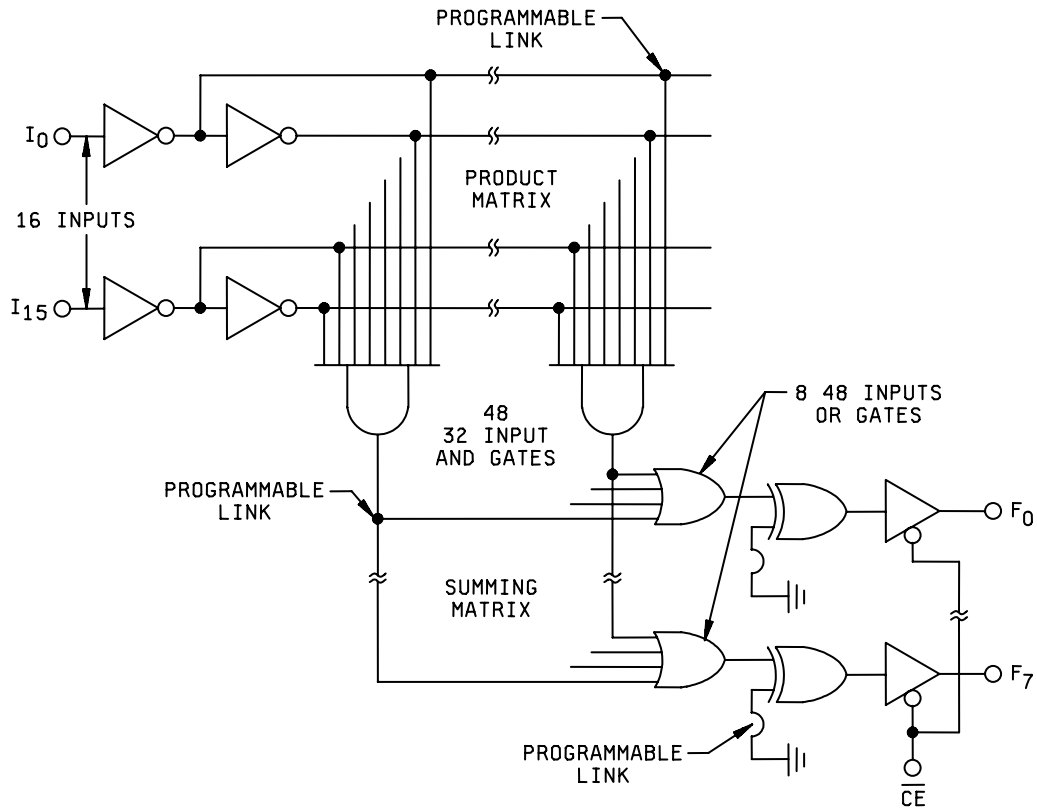 PROGRAMMABLE
LINK
I0
16 INPUTS
PRODUCT
MATRIX
I15
48
32 INPUT
AND GATES
8 48 INPUTS
OR GATES
PROGRAMMABLE
LINK
F0
SUMMING
MATRIX
F7
PROGRAMMABLE
LINK
CE